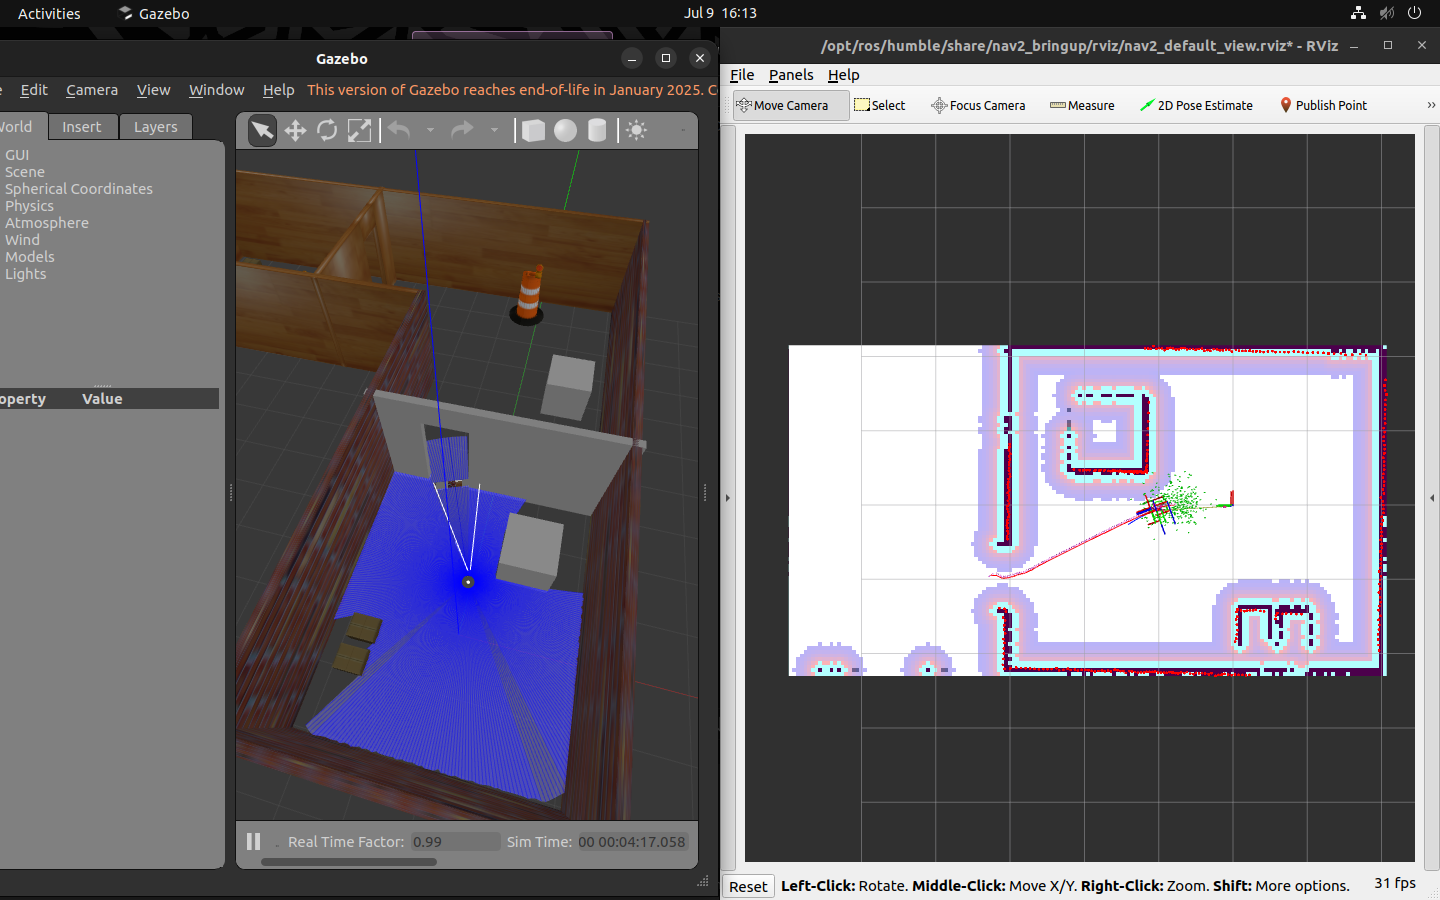 Activities Gazebo Jul 9 16:13
Gazebo
/opt/ros/humble/share/nav2_bringup/rviz/nav2_default_view.rviz* - RViz
Edit Camera View Window Help This version of Gazebo reaches end-of-life in January 2025. C
File Panels Help
Move Camera Select Focus Camera Measure 2D Pose Estimate Publish Point »
orld Insert Layers
GUI
Scene
Spherical Coordinates
Physics
Atmosphere
Wind
Models
Lights
operty Value
Real Time Factor: 0.99 Sim Time: 00 00:04:17.058
Reset Left-Click: Rotate. Middle-Click: Move X/Y. Right-Click: Zoom. Shift: More options. 31 fps